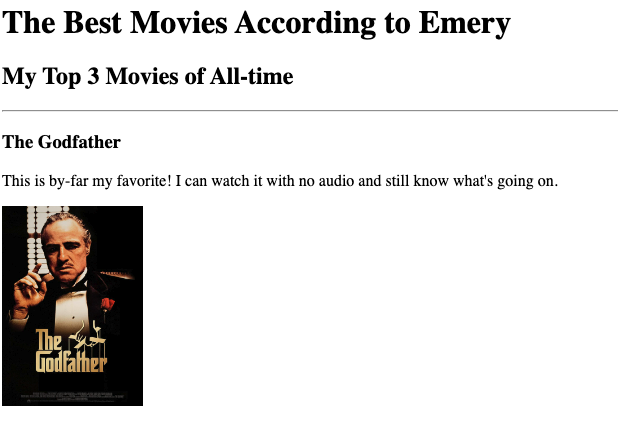 The Best Movies According to Emery
My Top 3 Movies of All-time
The Godfather
This is by-far my favorite! I can watch it with no audio and still know what's going on.
The
Godfather